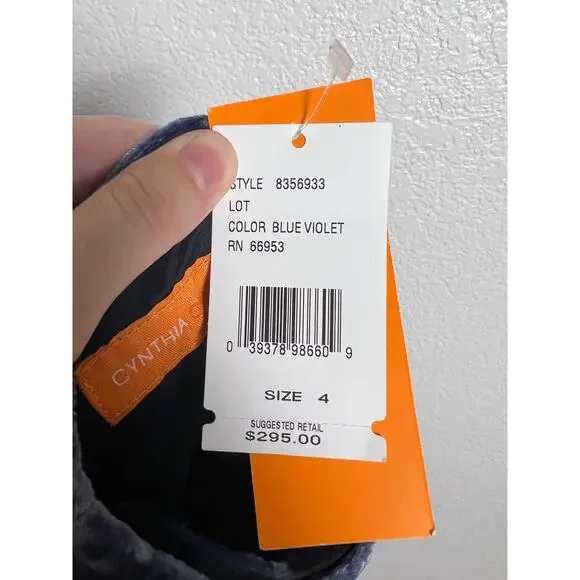 STYLE 8356933
LOT
COLOR BLUE VIOLET
RN 66953
0 39378 98660 9
SIZE 4
SUGGESTED RETAIL
$295.00
CYNTHIA